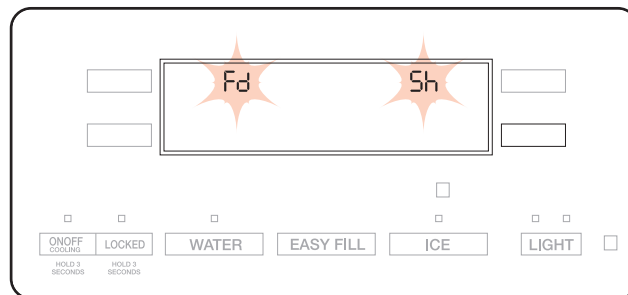 Fd Sh
ONOFF
COOLING
LOCKED
WATER
EASY FILL
ICE
LIGHT
HOLD 3
SECONDS
HOLD 3
SECONDS